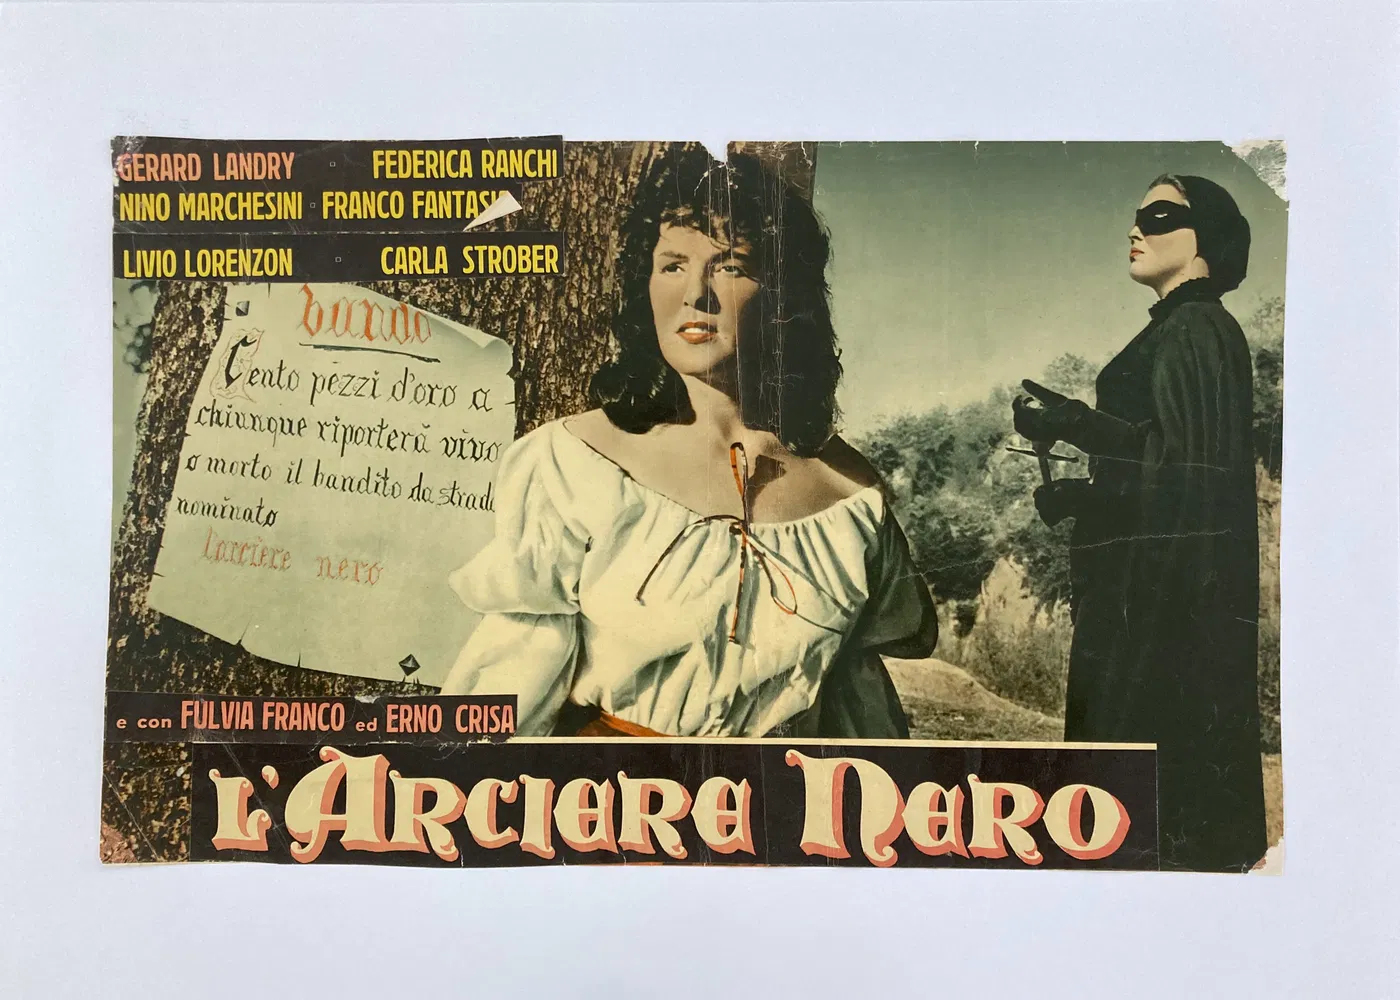 GERARD LANDRY FEDERICA RANCHI
NINO MARCHESINI FRANCO FANTASI
LIVIO LORENZON CARLA STROBER
bando
Cento pezzi d'oro a
chiunque riporterà vivo
o morto il bandito da strada
nominato
L'arciere nero
e con FULVIA FRANCO ed ERNO CRISA
L'ARCIERE NERO